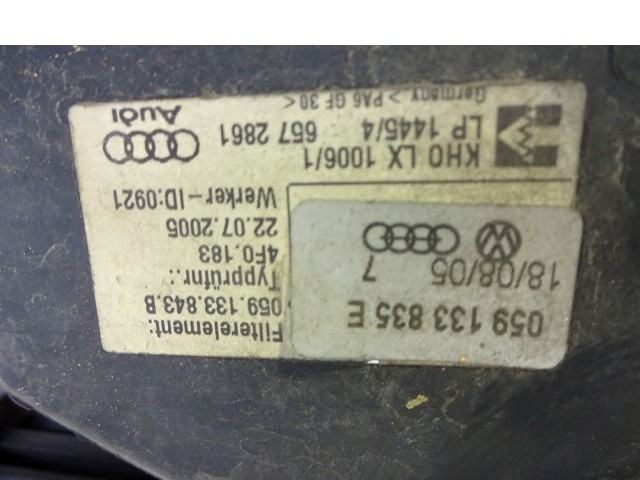 059 133 835 E
18/08/05 7
Filterelement:
059.133.843.B
Typprüfnr.:
4F0.183
22.07.2005
Werker-ID:0921
KHO LX 1006/1
LP 1445/4 657 2861
Germany > PA6 GF 30 <
Audi